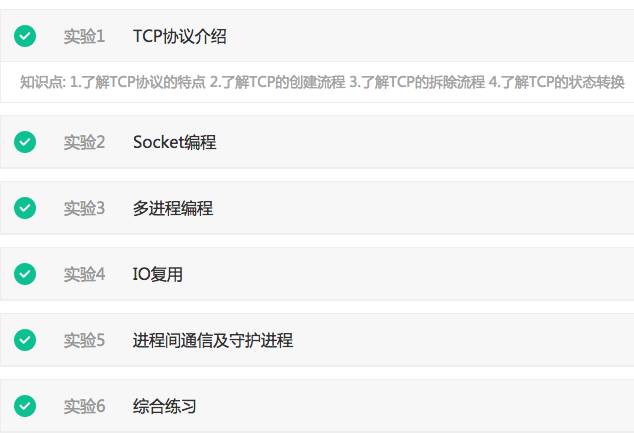 实验1 TCP协议介绍
知识点: 1.了解TCP协议的特点 2.了解TCP的创建流程 3.了解TCP的拆除流程 4.了解TCP的状态转换
实验2 Socket编程
实验3 多进程编程
实验4 IO复用
实验5 进程间通信及守护进程
实验6 综合练习